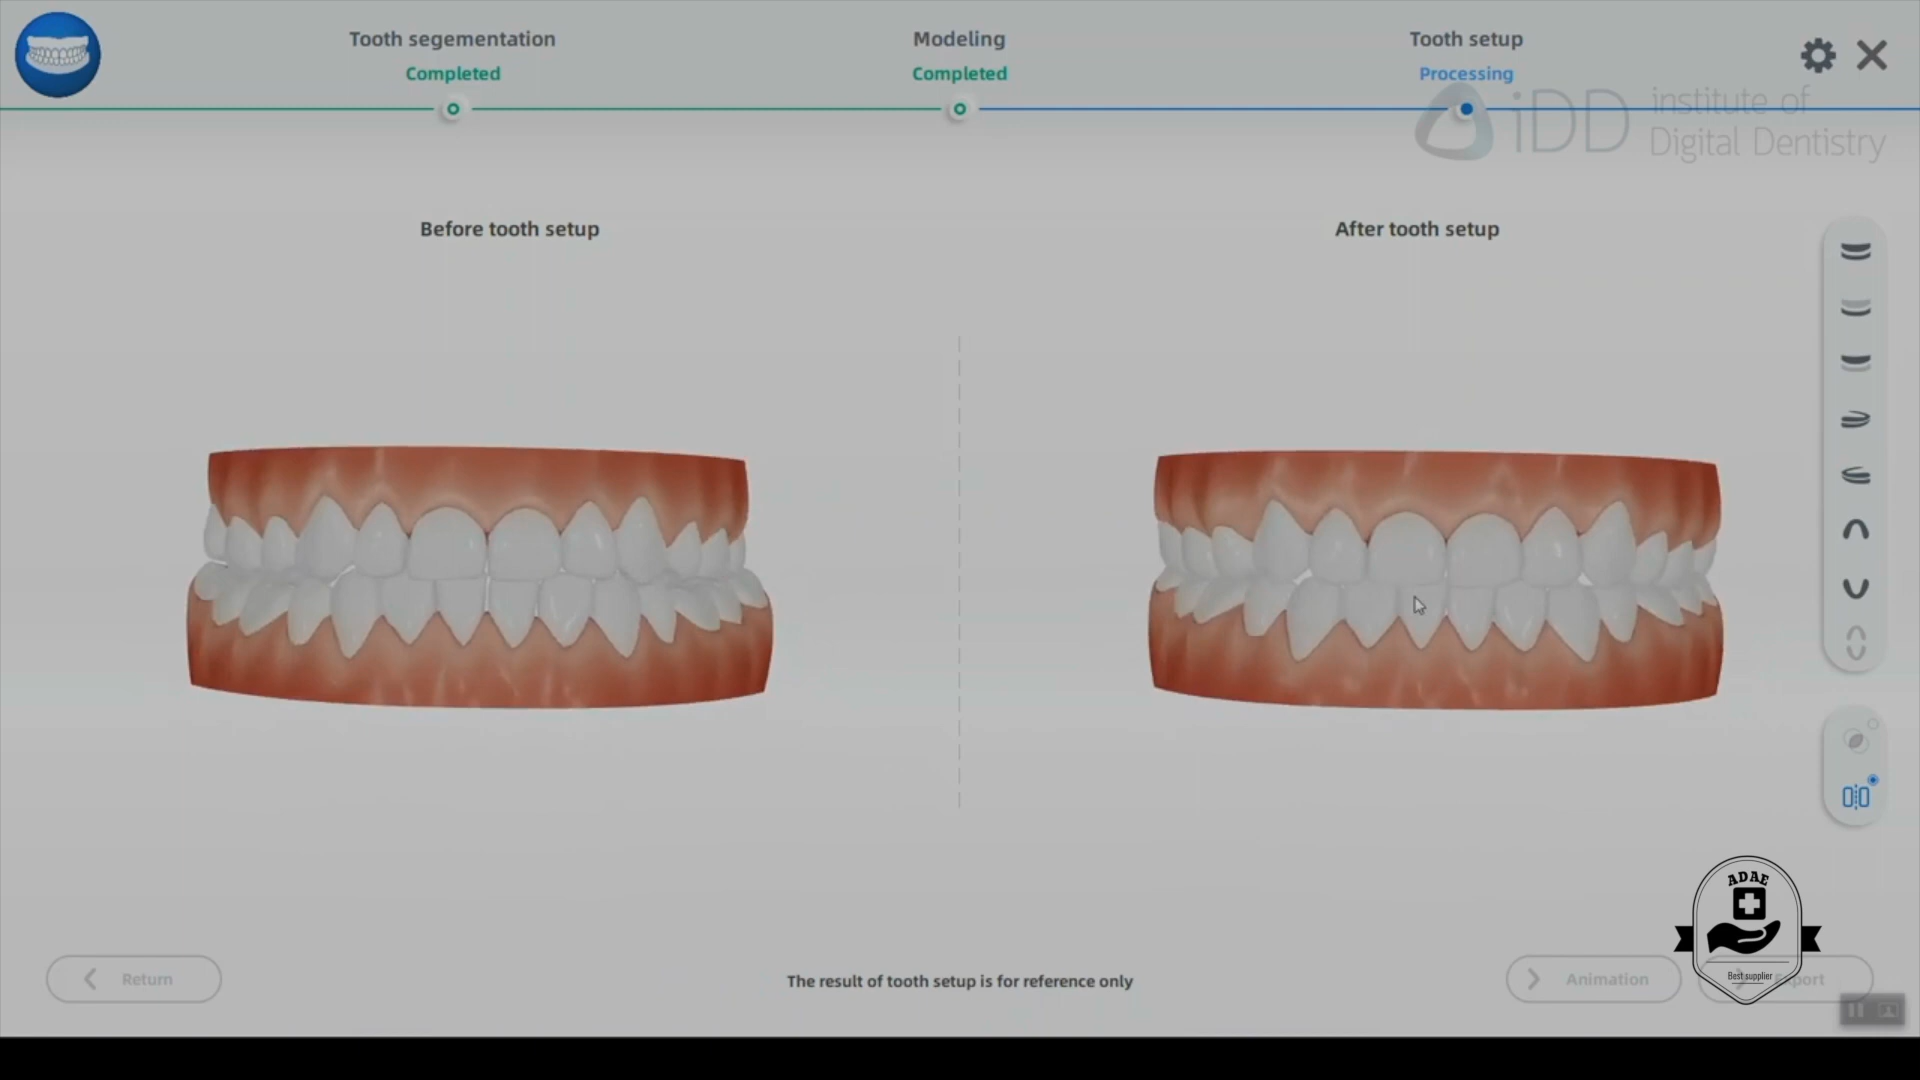 Tooth segementation
Modeling
Tooth setup
Completed
Completed
Processing
iDD
institute of
Digital Dentistry
Before tooth setup
After tooth setup
ADAE
Best supplier
Return
The result of tooth setup is for reference only
Animation
port